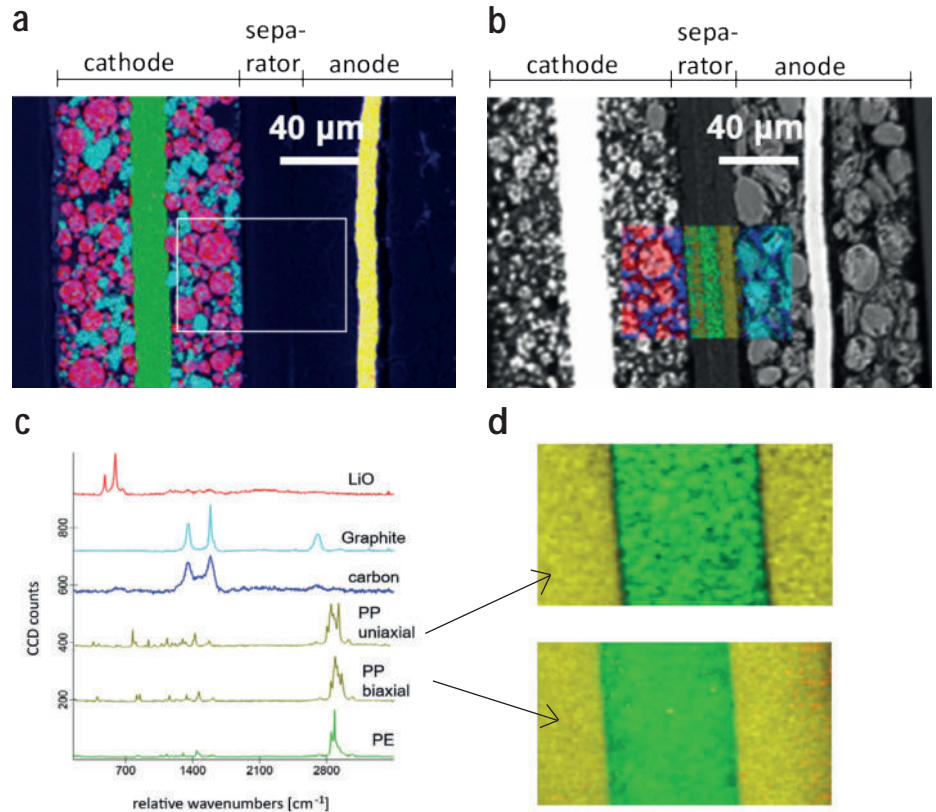 a
sepa-
cathode
rator
anode
40 µm
b
sepa-
cathode
rator
anode
40 µm
c
LiO
800
Graphite
600
carbon
PP
uniaxial
400
PP
biaxial
200
PE
CCD counts
700
1400
2100
2800
relative wavenumbers [cm⁻¹]
d